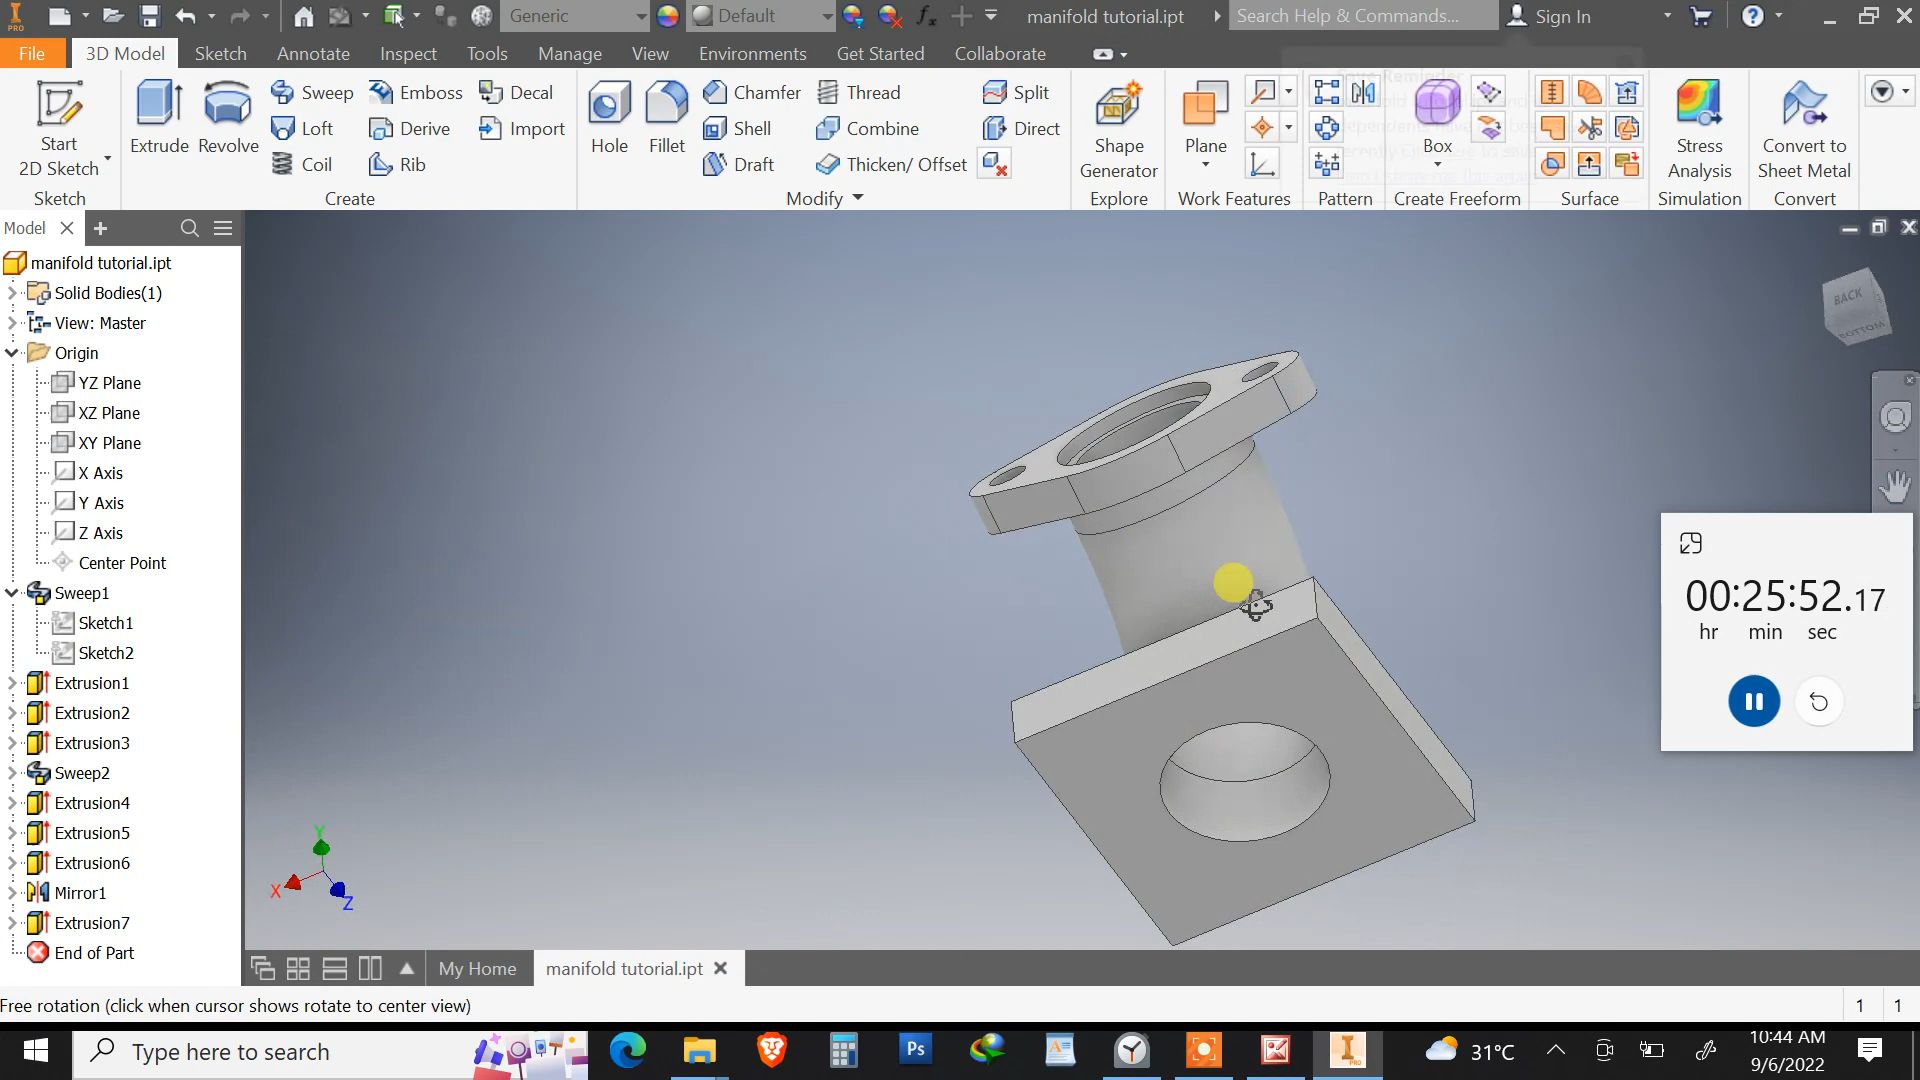 PRO
Generic
Default
fx
manifold tutorial.ipt
Search Help & Commands...
Sign In
File
3D Model
Sketch
Annotate
Inspect
Tools
Manage
View
Environments
Get Started
Collaborate
Start
2D Sketch
Sketch
Extrude
Revolve
Sweep
Loft
Coil
Emboss
Derive
Rib
Decal
Import
Create
Hole
Fillet
Chamfer
Shell
Draft
Thread
Combine
Thicken/ Offset
Split
Direct
Modify
Shape
Generator
Explore
Plane
Work Features
Pattern
Box
Create Freeform
Surface
Stress
Analysis
Simulation
Convert to
Sheet Metal
Convert
Save Reminder
Model
manifold tutorial.ipt
Solid Bodies(1)
View: Master
Origin
YZ Plane
XZ Plane
XY Plane
X Axis
Y Axis
Z Axis
Center Point
Sweep1
Sketch1
Sketch2
Extrusion1
Extrusion2
Extrusion3
Sweep2
Extrusion4
Extrusion5
Extrusion6
Mirror1
Extrusion7
End of Part
BACK
BOTTOM
Y
X
Z
00:25:52.17
hr min sec
My Home
manifold tutorial.ipt
Free rotation (click when cursor shows rotate to center view)
1 1
Type here to search
Ps
PRO
31°C
10:44 AM
9/6/2022